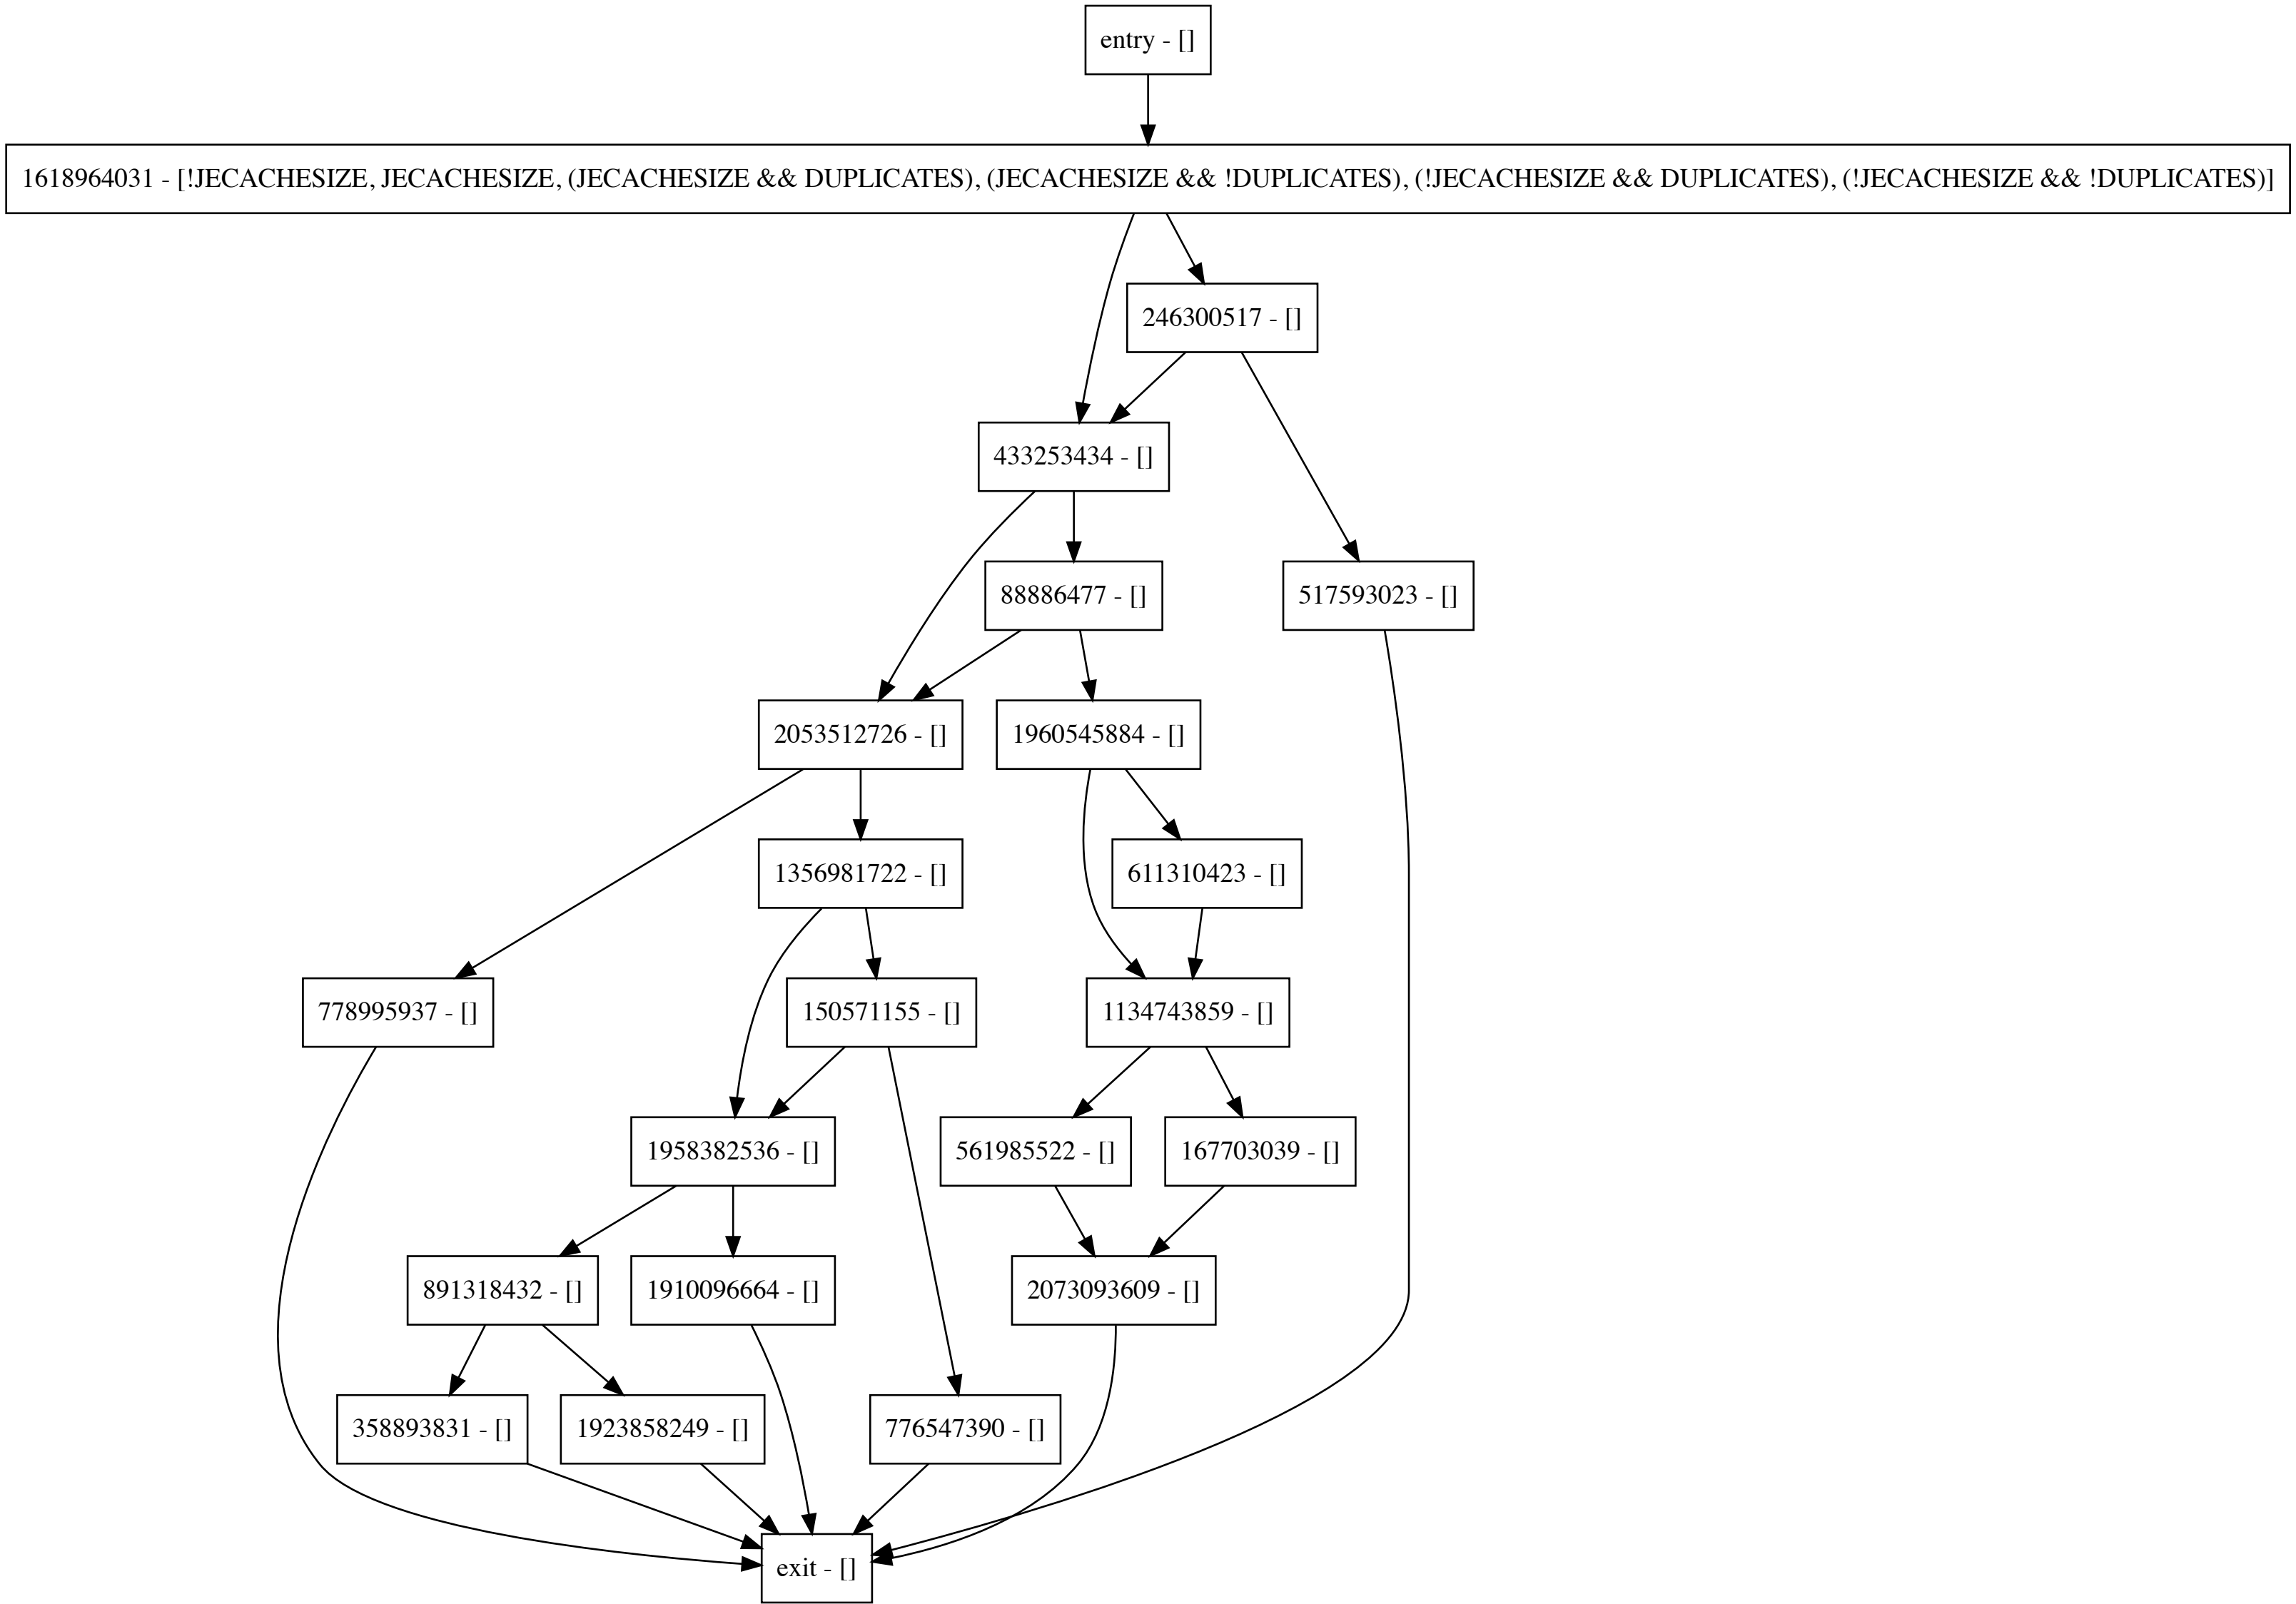 entry - []
1618964031 - [!JECACHESIZE, JECACHESIZE, (JECACHESIZE && DUPLICATES), (JECACHESIZE && !DUPLICATES), (!JECACHESIZE && DUPLICATES), (!JECACHESIZE && !DUPLICATES)]
246300517 - []
433253434 - []
88886477 - []
517593023 - []
2053512726 - []
1960545884 - []
1356981722 - []
611310423 - []
778995937 - []
150571155 - []
1134743859 - []
1958382536 - []
561985522 - []
167703039 - []
891318432 - []
1910096664 - []
2073093609 - []
358893831 - []
1923858249 - []
776547390 - []
exit - []